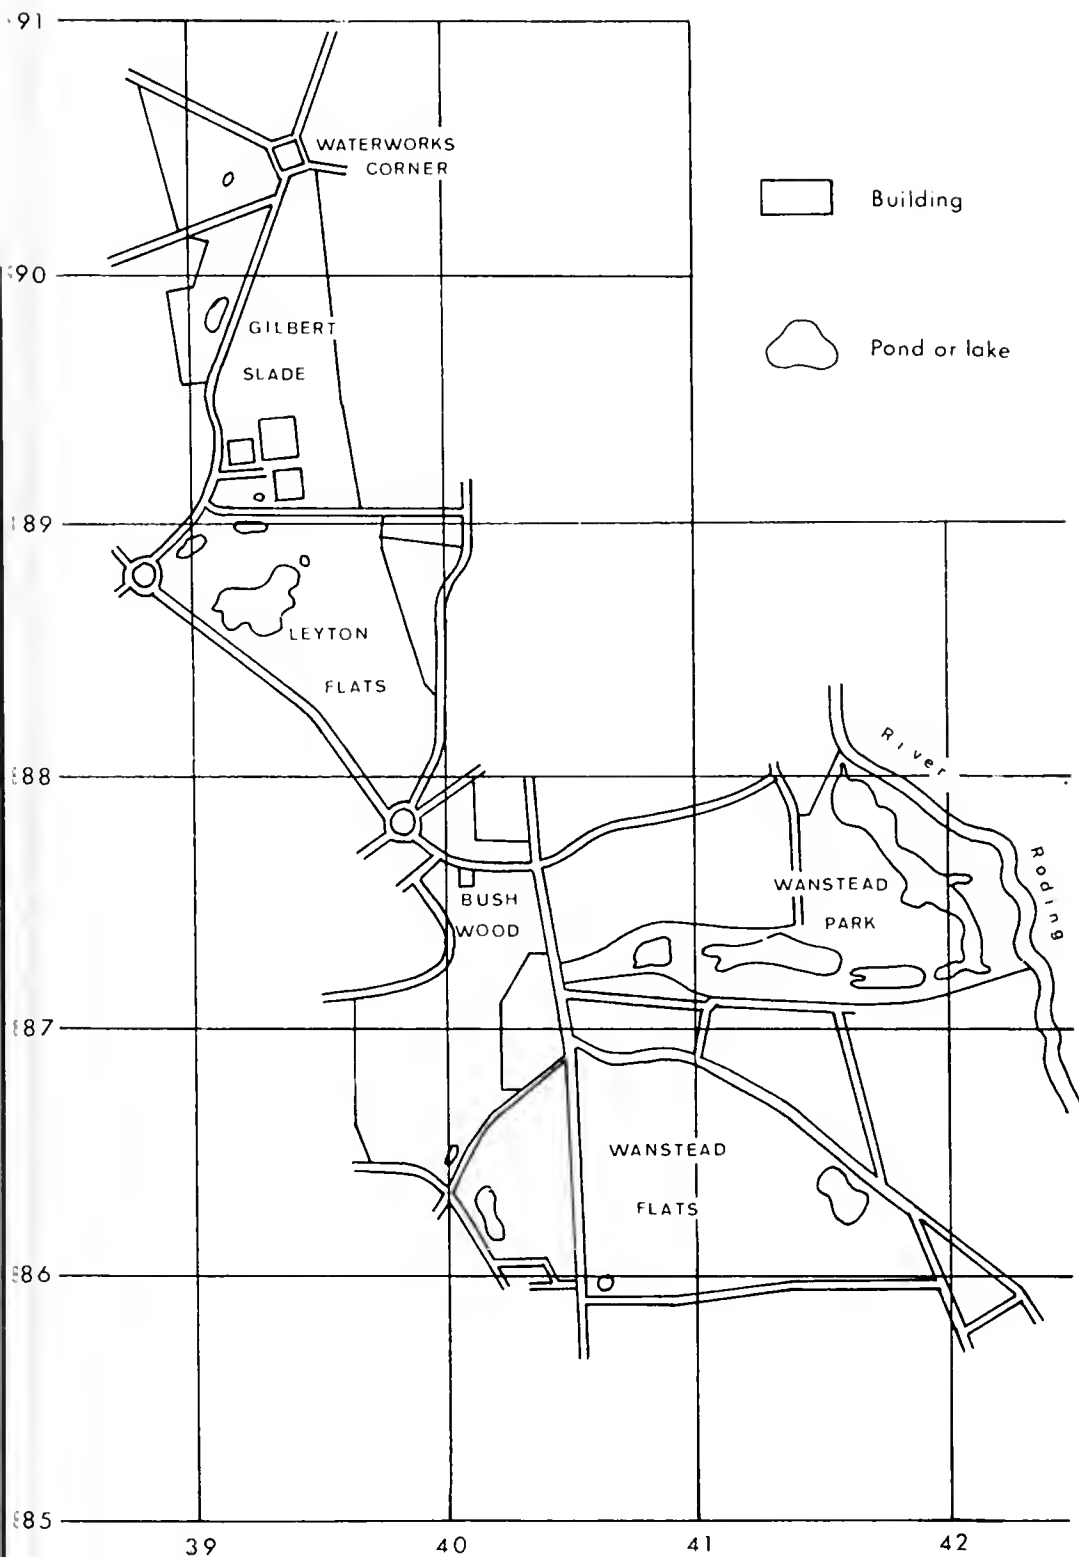 91
WATERWORKS
CORNER
Building
90
GILBERT
SLADE
Pond or lake
89
LEYTON
FLATS
88
River
Roding
WANSTEAD
PARK
BUSH
WOOD
87
WANSTEAD
FLATS
86
85
39 40 41 42